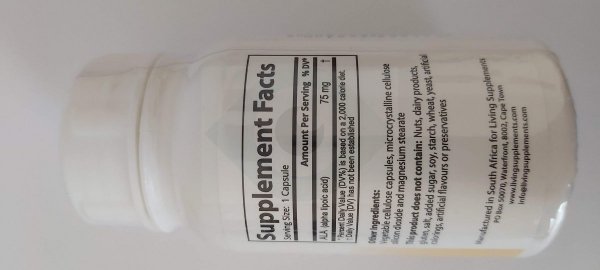 Supplement Facts
Serving Size: 1 Capsule
Amount Per Serving % DV*
ALA (alpha lipoic acid) 75 mg †
* Percent Daily Value (DV%) is based on a 2,000 calorie diet.
† Daily Value (DV) has not been established
Other ingredients:
Vegetable cellulose capsules, microcrystalline cellulose
silicon dioxide and magnesium stearate
This product does not contain: Nuts, dairy products,
gluten, salt, added sugar, soy, starch, wheat, yeast, artificial
colorings, artificial flavours or preservatives
Manufactured in South Africa for Living Supplements
PO Box 50070, Waterfront, 8002, Cape Town
www.livingsupplements.com
info@livingsupplements.com